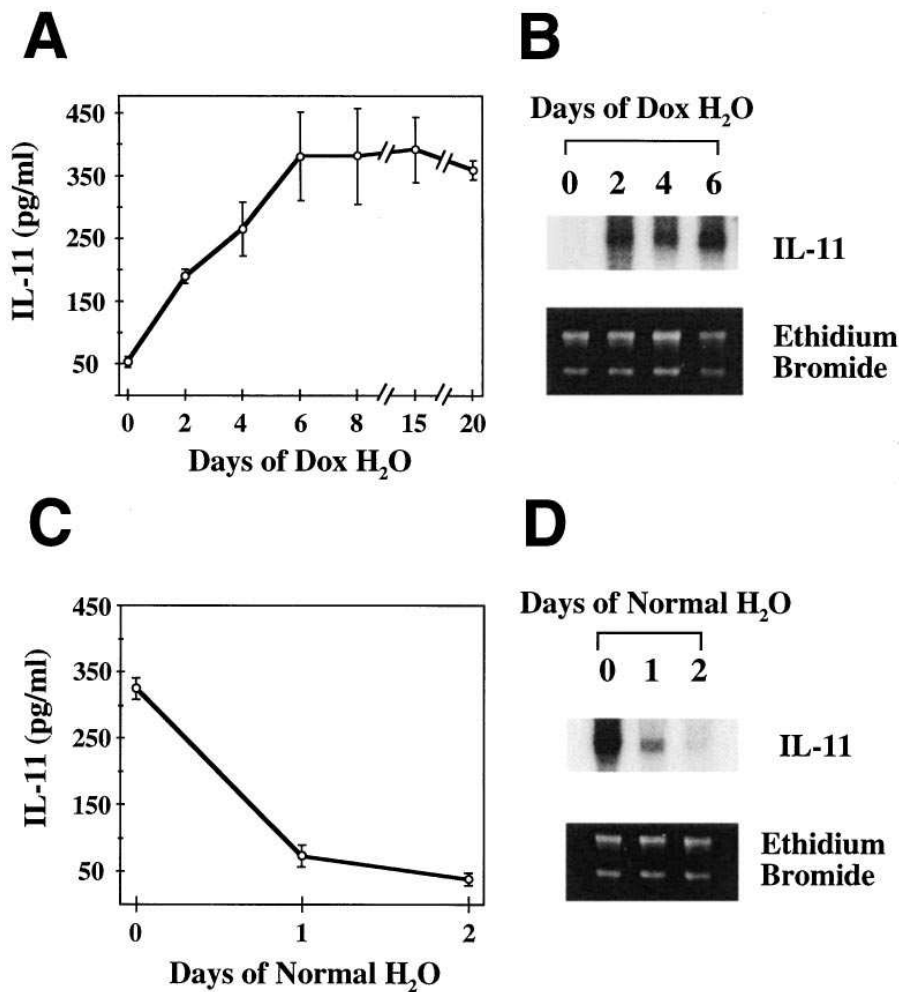 A
IL-11 (pg/ml)
450
350
250
150
50
0 2 4 6 8 15 20
Days of Dox H₂O
B
Days of Dox H₂O
0 2 4 6
IL-11
Ethidium
Bromide
C
IL-11 (pg/ml)
450
350
250
150
50
0 1 2
Days of Normal H₂O
D
Days of Normal H₂O
0 1 2
IL-11
Ethidium
Bromide